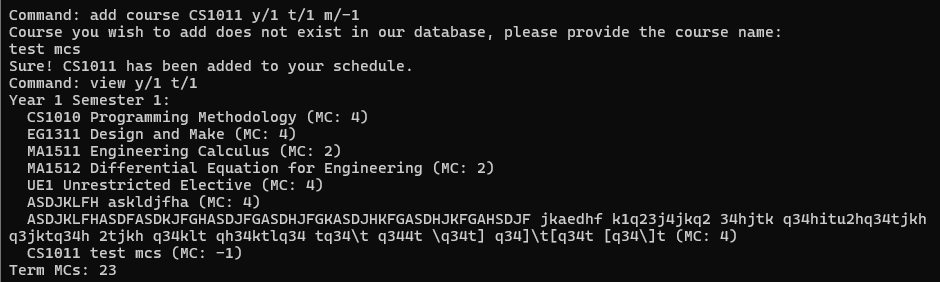 Command: add course CS1011 y/1 t/1 m/-1
Course you wish to add does not exist in our database, please provide the course name:
test mcs
Sure! CS1011 has been added to your schedule.
Command: view y/1 t/1
Year 1 Semester 1:
  CS1010 Programming Methodology (MC: 4)
  EG1311 Design and Make (MC: 4)
  MA1511 Engineering Calculus (MC: 2)
  MA1512 Differential Equation for Engineering (MC: 2)
  UE1 Unrestricted Elective (MC: 4)
  ASDJKLFH askldjfha (MC: 4)
  ASDJKLFHASDFASDKJFGHASDJFGASDHJFGKASDJHKFGASDHJKFGAHSDJF jkaedhf k1q23j4jkq2 34hjtk q34hitu2hq34tjkh
q3jktq34h 2tjkh q34klt qh34ktlq34 tq34\t q344t \q34t] q34]\t[q34t [q34\]t (MC: 4)
  CS1011 test mcs (MC: -1)
Term MCs: 23